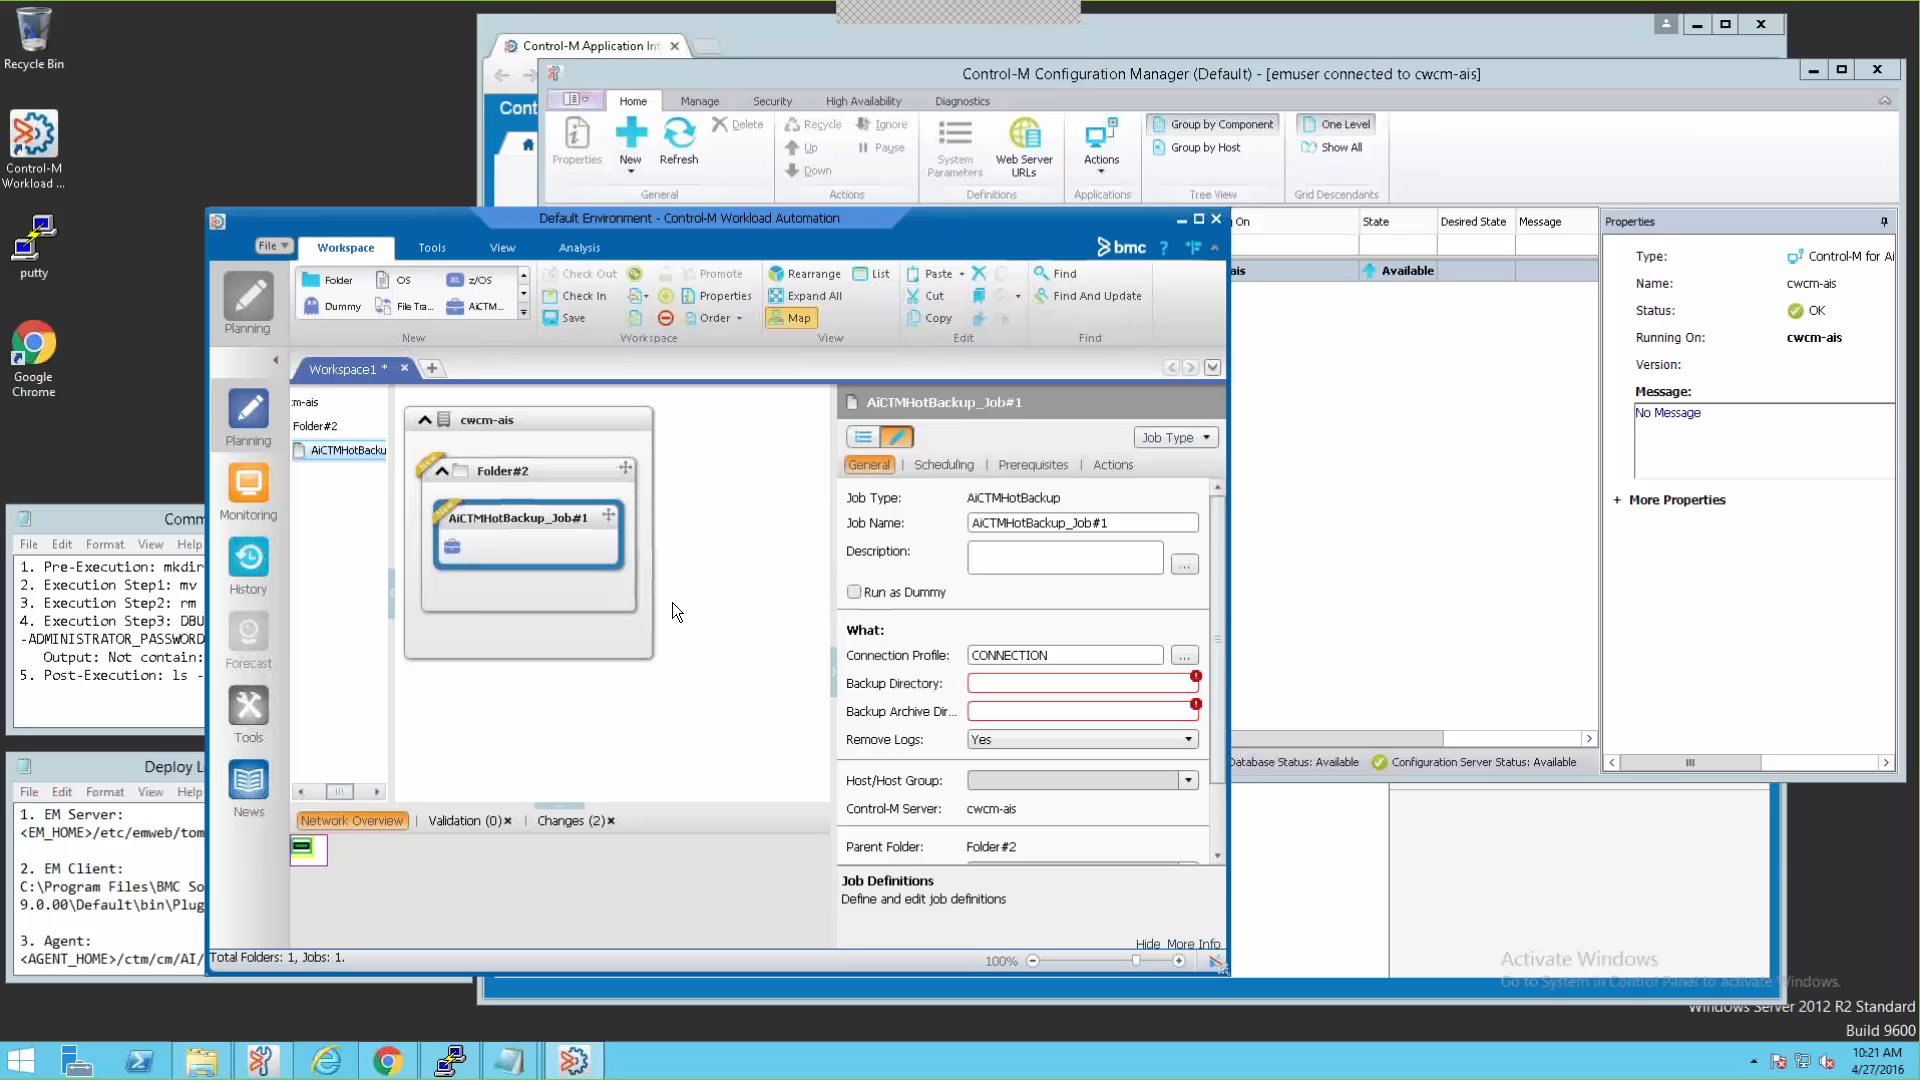 Recycle Bin
Control-M
Workload ...
putty
Google
Chrome
Control-M Application Int
Cont
Control-M Configuration Manager (Default) - [emuser connected to cwcm-ais]
Home Manage Security High Availability Diagnostics
Properties New Refresh Delete
General
Recycle Ignore
Up Pause
Down
Actions
System
Parameters
Web Server
URLs
Definitions
Actions
Applications
Group by Component
Group by Host
Tree View
One Level
Show All
Grid Descendants
g On State Desired State Message
ais Available
Properties
Type: Control-M for Ai
Name: cwcm-ais
Status: OK
Running On: cwcm-ais
Version:
Message:
No Message
+ More Properties
Database Status: Available Configuration Server Status: Available
Default Environment - Control-M Workload Automation
File Workspace Tools View Analysis
bmc
Planning
Folder OS z/OS
Dummy File Tra... AiCTM...
New
Check Out Promote
Check In Properties
Save Order
Workspace
Rearrange List
Expand All
Map
View
Paste
Cut
Copy
Edit
Find
Find And Update
Find
Workspace1 *
Planning
Monitoring
History
Forecast
Tools
News
:m-ais
Folder#2
AiCTMHotBacku
cwcm-ais
Folder#2
AiCTMHotBackup_Job#1
AiCTMHotBackup_Job#1
Job Type
General Scheduling Prerequisites Actions
Job Type: AiCTMHotBackup
Job Name: AiCTMHotBackup_Job#1
Description:
...
Run as Dummy
What:
Connection Profile: CONNECTION ...
Backup Directory:
Backup Archive Dir...
Remove Logs: Yes
Host/Host Group:
Control-M Server: cwcm-ais
Parent Folder: Folder#2
Job Definitions
Define and edit job definitions
Hide More Info
Network Overview Validation (0) Changes (2)
Total Folders: 1, Jobs: 1.
100%
Comm
File Edit Format View Help
1. Pre-Execution: mkdir
2. Execution Step1: mv
3. Execution Step2: rm
4. Execution Step3: DBU
-ADMINISTRATOR_PASSWORD
Output: Not contain:
5. Post-Execution: ls -
Deploy L
File Edit Format View Help
1. EM Server:
<EM_HOME>/etc/emweb/tom
2. EM Client:
C:\Program Files\BMC So
9.0.00\Default\bin\Plug
3. Agent:
<AGENT_HOME>/ctm/cm/AI/
Activate Windows
Go to System in Control Panel to activate Windows.
Windows Server 2012 R2 Standard
Build 9600
10:21 AM
4/27/2016